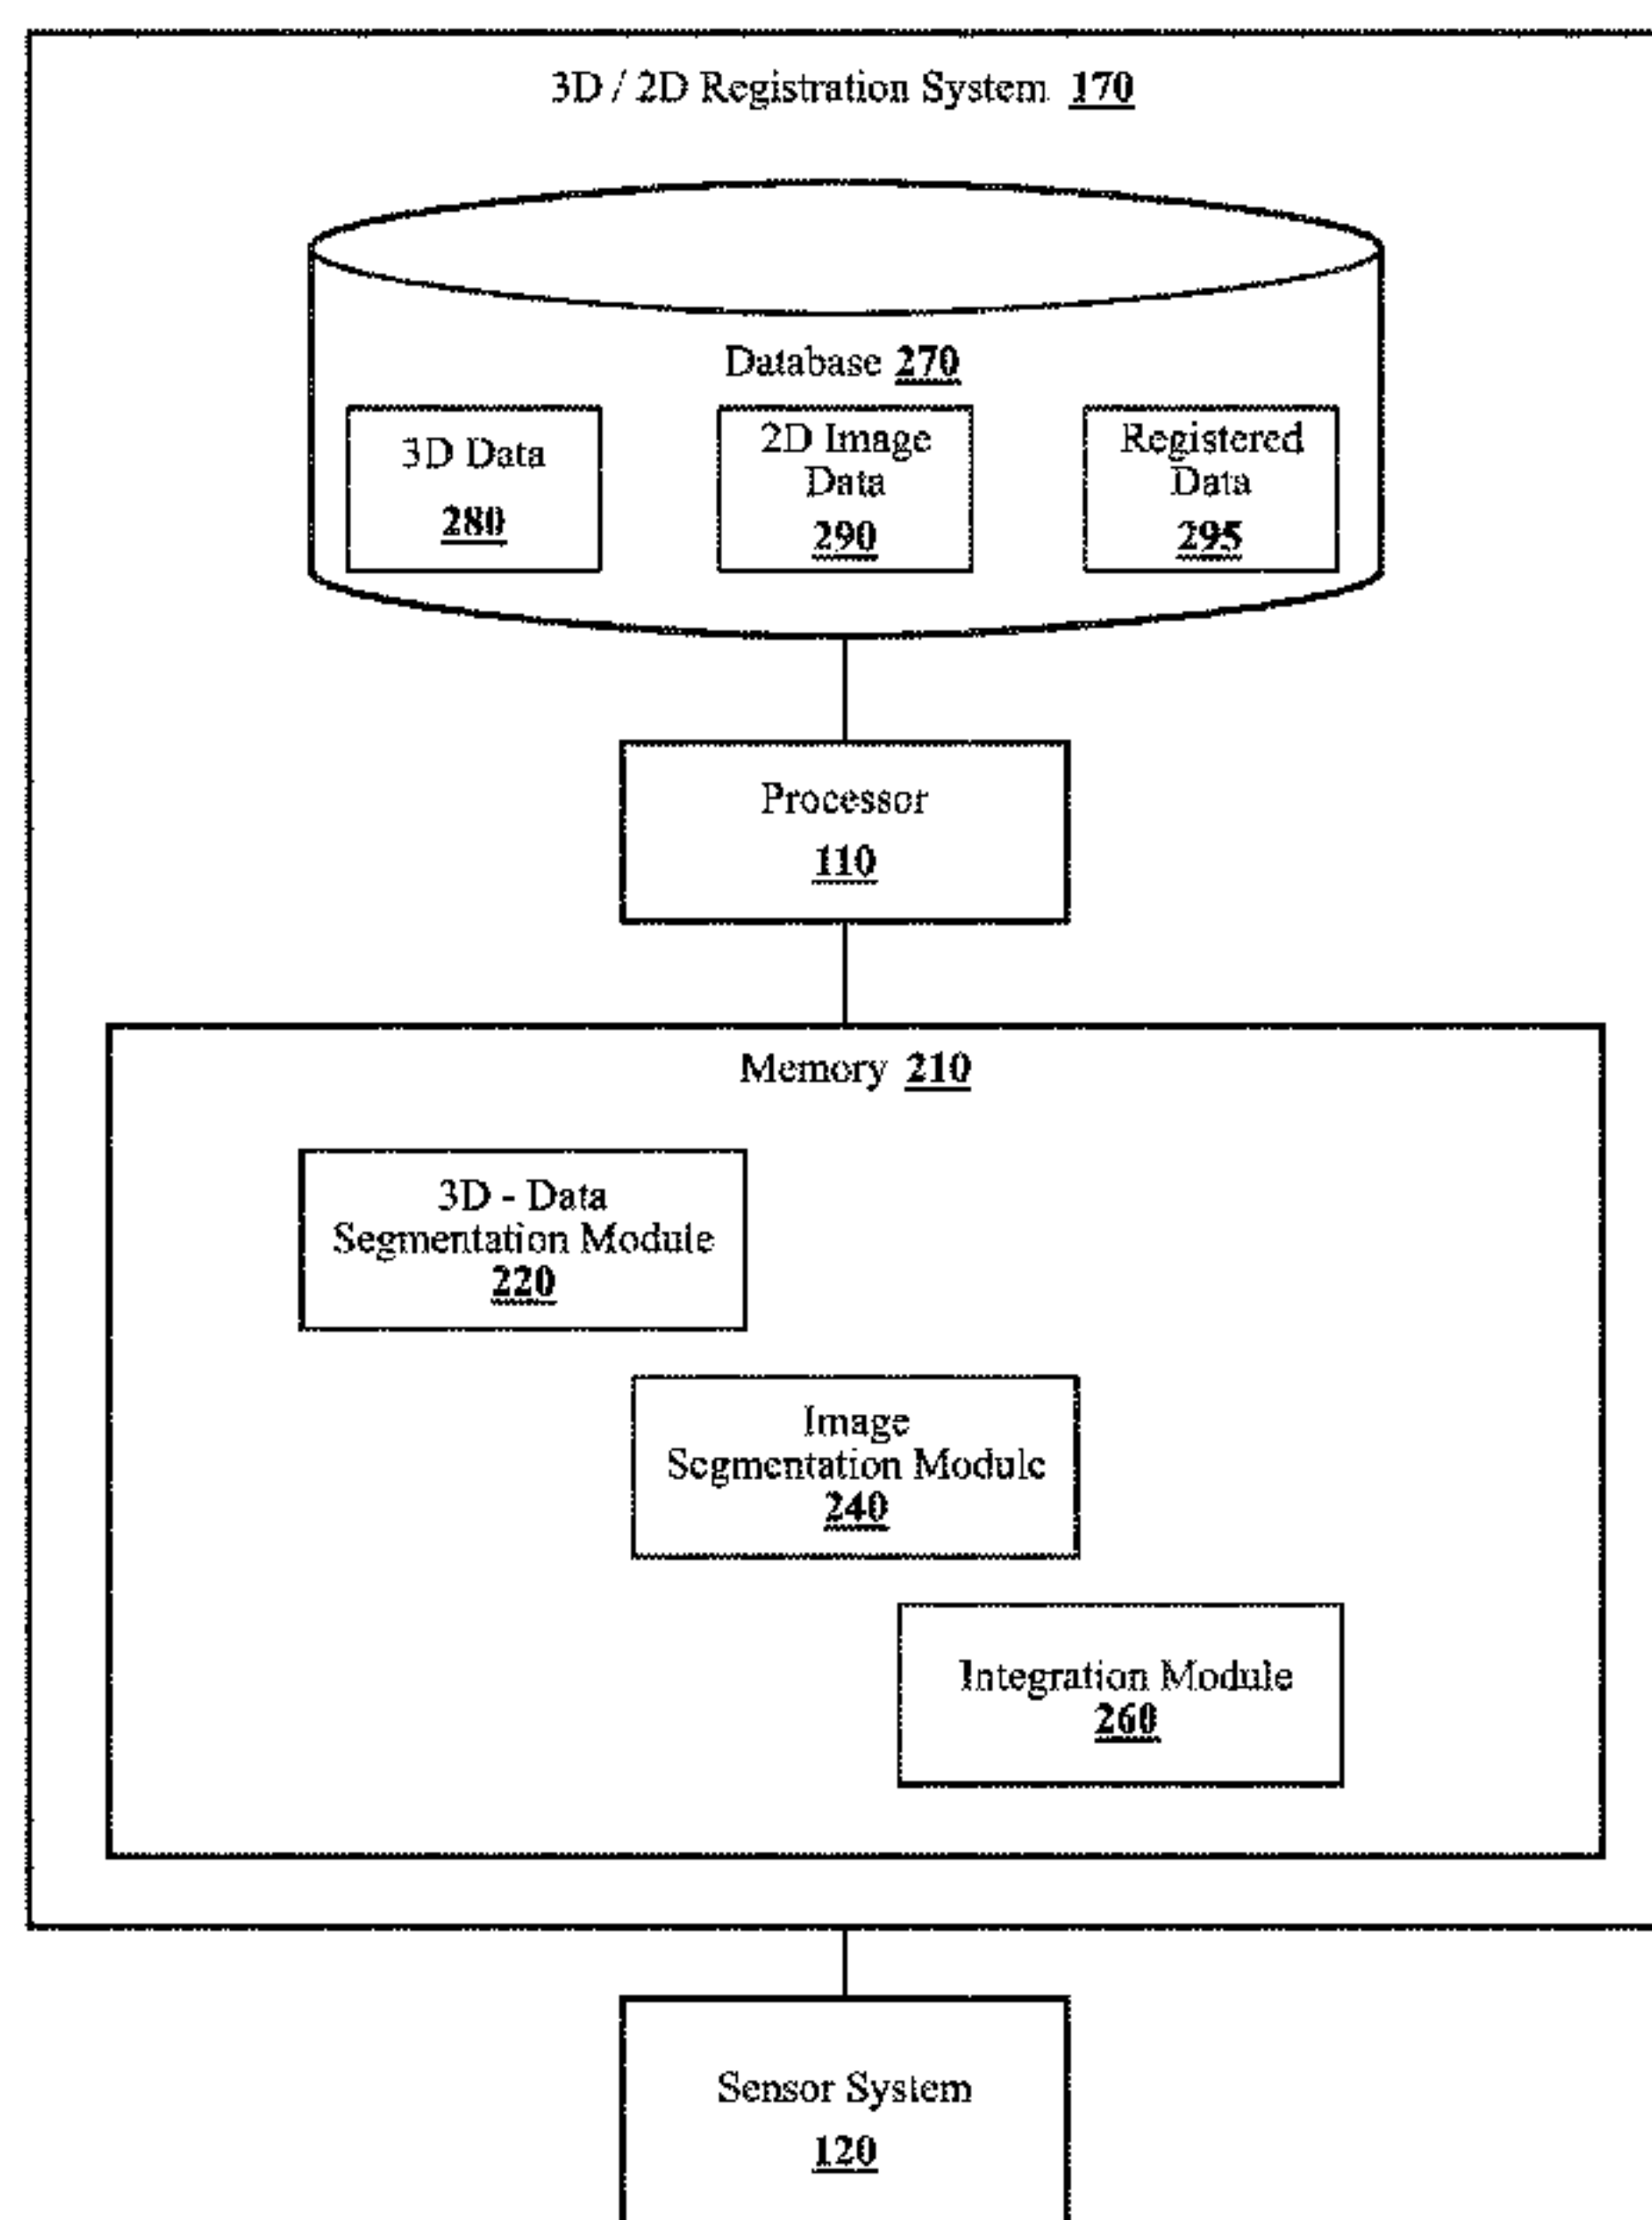 3D / 2D Registration System 170
Database 270
3D Data
280
2D Image
Data
290
Registered
Data
295
Processor
110
Memory 210
3D - Data
Segmentation Module
220
Image
Segmentation Module
240
Integration Module
260
Sensor System
120